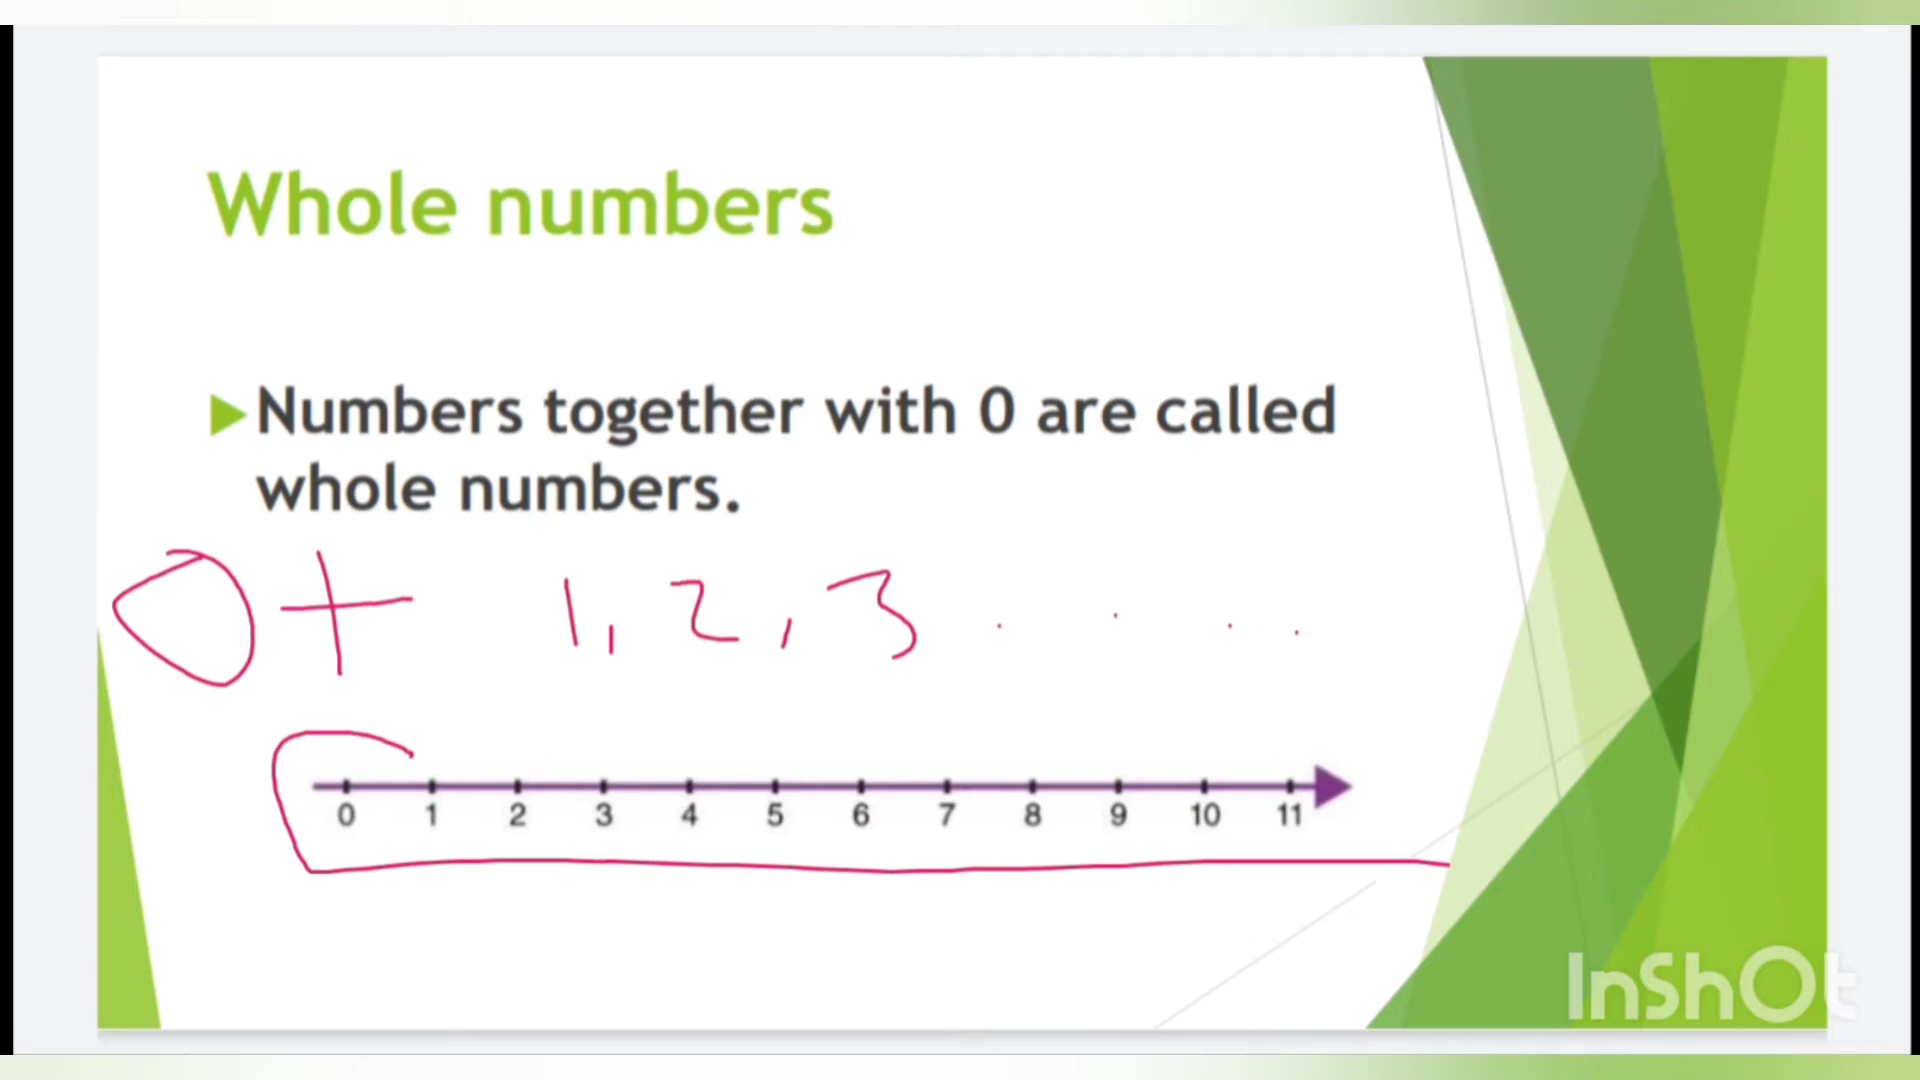 Whole numbers
Numbers together with 0 are called
whole numbers.
0 + 1, 2, 3 . . . .
0 1 2 3 4 5 6 7 8 9 10 11
InShOt